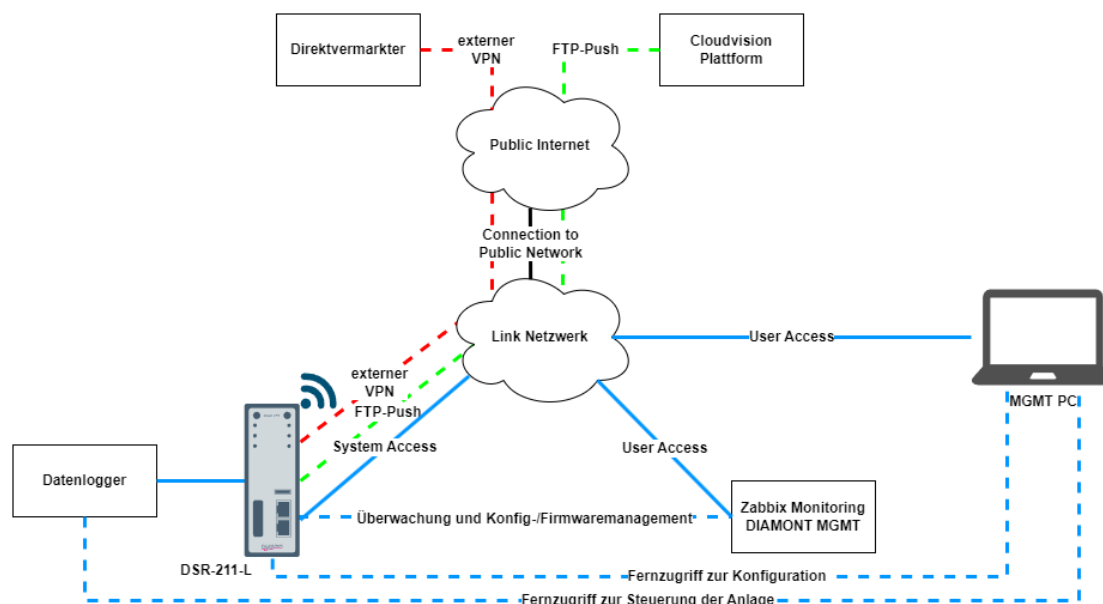 Direktvermarkter
externer
VPN
FTP-Push
Cloudvision
Plattform
Public Internet
Connection to
Public Network
Link Netzwerk
User Access
MGMT PC
externer
VPN
FTP-Push
System Access
User Access
Datenlogger
Überwachung und Konfig-/Firmwaremanagement
Zabbix Monitoring
DIAMONT MGMT
DSR-211-L
Fernzugriff zur Konfiguration
Fernzugriff zur Steuerung der Anlage